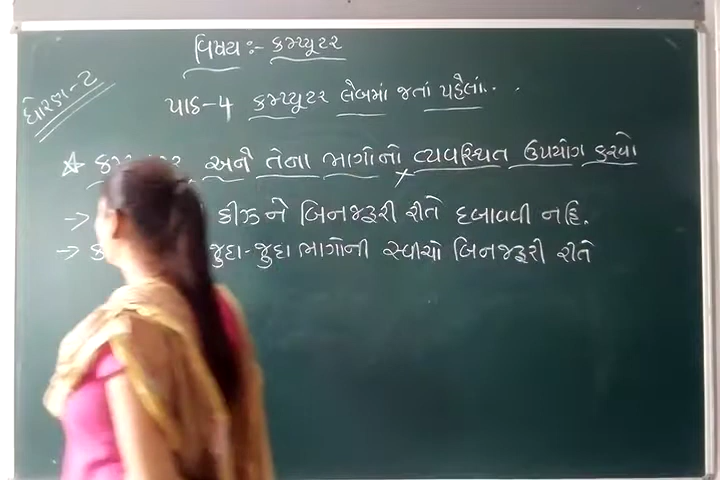 વિષય :- કમ્પ્યૂટર
ધોરણ - ૨
પાઠ-4 કમ્પ્યૂટર લેબમાં જતાં પહેલાં...
☆ અને તેના ભાગોનો વ્યવસ્થિત ઉપયોગ કરવો
→ કીઝને બિનજરૂરી રીતે દબાવવી નહિ.
→ જુદા-જુદા ભાગોની સ્વીચો બિનજરૂરી રીતે